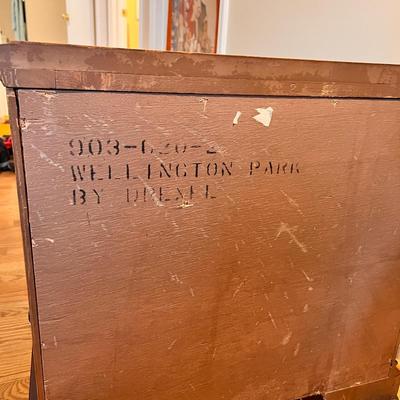 903-620-2
WELLINGTON PARK
BY DREXEL